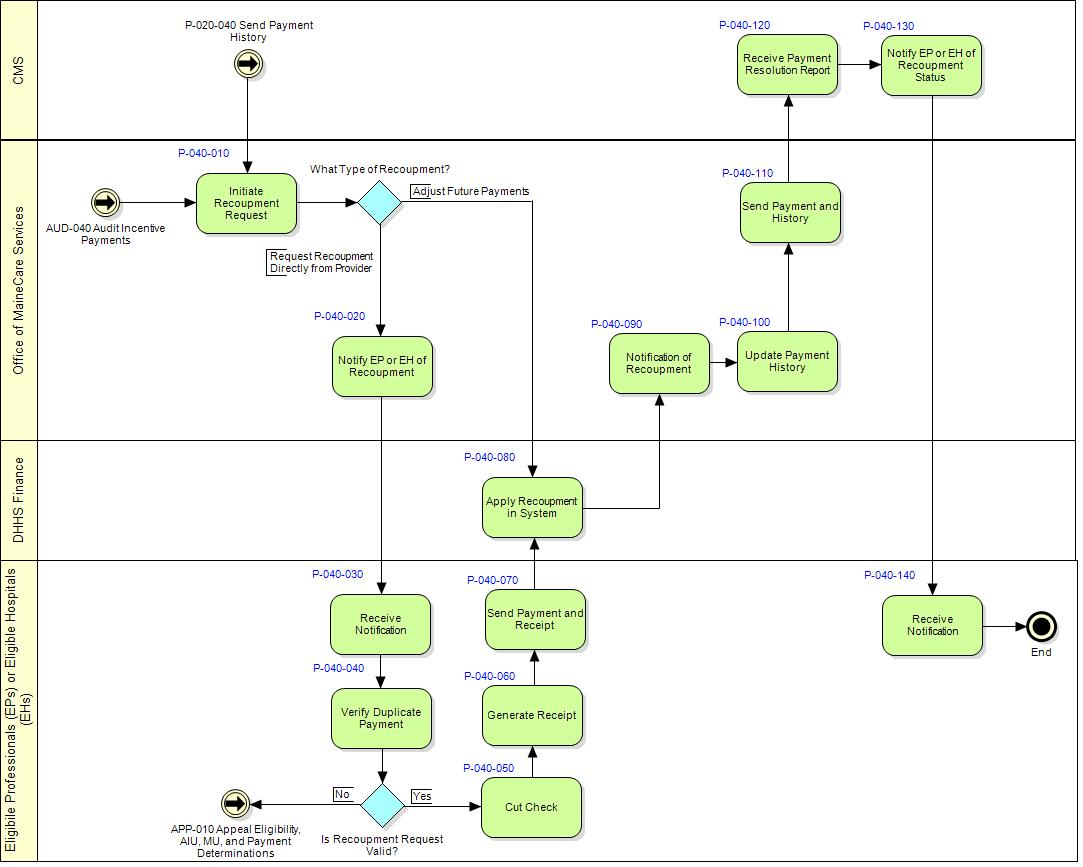 CMS
P-020-040 Send Payment
History
P-040-120
Receive Payment
Resolution Report
P-040-130
Notify EP or EH of
Recoupment
Status
Office of MaineCare Services
P-040-010
Initiate
Recoupment
Request
AUD-040 Audit Incentive
Payments
What Type of Recoupment?
Adjust Future Payments
Request Recoupment
Directly from Provider
P-040-020
Notify EP or EH of
Recoupment
P-040-090
Notification of
Recoupment
P-040-100
Update Payment
History
P-040-110
Send Payment and
History
DHHS Finance
P-040-080
Apply Recoupment
in System
Eligibile Professionals (EPs) or Eligible Hospitals
(EHs)
P-040-030
Receive
Notification
P-040-040
Verify Duplicate
Payment
Is Recoupment Request
Valid?
No
Yes
APP-010 Appeal Eligibility,
AIU, MU, and Payment
Determinations
P-040-050
Cut Check
P-040-060
Generate Receipt
P-040-070
Send Payment and
Receipt
P-040-140
Receive
Notification
End